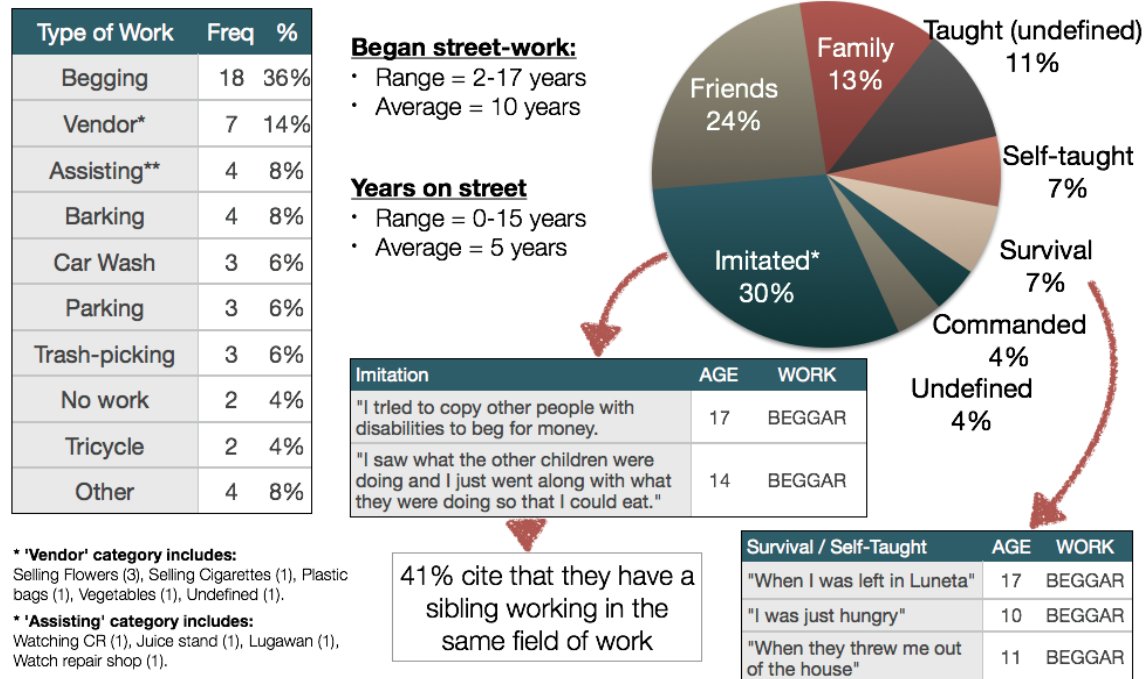 Type of Work Freq %
Begging 18 36%
Vendor* 7 14%
Assisting** 4 8%
Barking 4 8%
Car Wash 3 6%
Parking 3 6%
Trash-picking 3 6%
No work 2 4%
Tricycle 2 4%
Other 4 8%
* 'Vendor' category includes:
Selling Flowers (3), Selling Cigarettes (1), Plastic
bags (1), Vegetables (1), Undefined (1).
* 'Assisting' category includes:
Watching CR (1), Juice stand (1), Lugawan (1),
Watch repair shop (1).
Began street-work:
• Range = 2-17 years
• Average = 10 years
Years on street
• Range = 0-15 years
• Average = 5 years
Family
13%
Taught (undefined)
11%
Friends
24%
Self-taught
7%
Survival
7%
Imitated*
30%
Commanded
4%
Undefined
4%
Imitation AGE WORK
"I tried to copy other people with
disabilities to beg for money.
17 BEGGAR
"I saw what the other children were
doing and I just went along with what
they were doing so that I could eat."
14 BEGGAR
41% cite that they have a
sibling working in the
same field of work
Survival / Self-Taught AGE WORK
"When I was left in Luneta" 17 BEGGAR
"I was just hungry" 10 BEGGAR
"When they threw me out
of the house"
11 BEGGAR